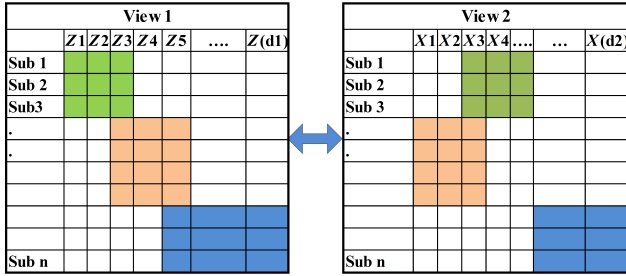 View 1
Z1 Z2 Z3 Z4 Z5 .... Z(d1)
Sub 1
Sub 2
Sub3
.
.
Sub n
View 2
X1 X2 X3 X4 .... ... X(d2)
Sub 1
Sub 2
Sub 3
.
.
Sub n